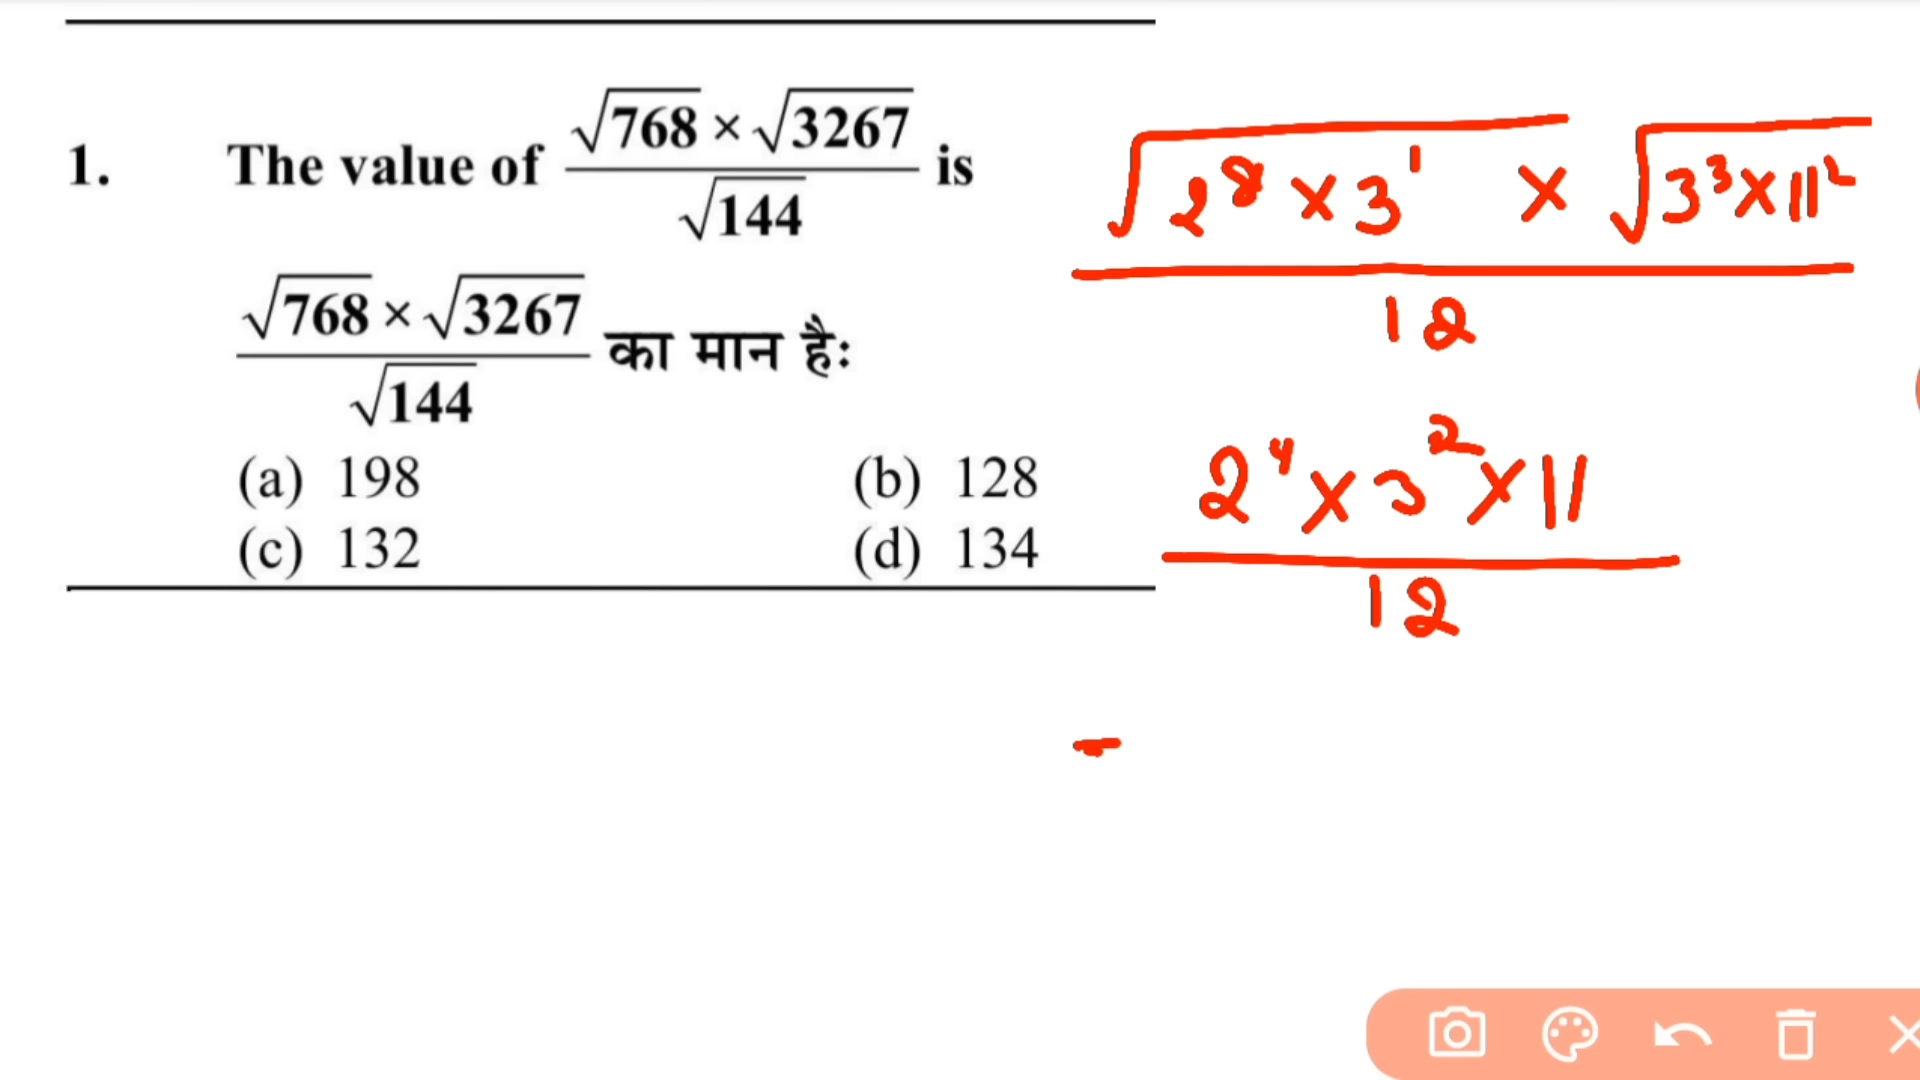 1. The value of √768 × √3267 / √144 is
√768 × √3267 / √144 का मान है:
(a) 198 (b) 128
(c) 132 (d) 134
√2⁸ × 3¹ × √3³ × 11²
12
2⁴ × 3² × 11
12
-